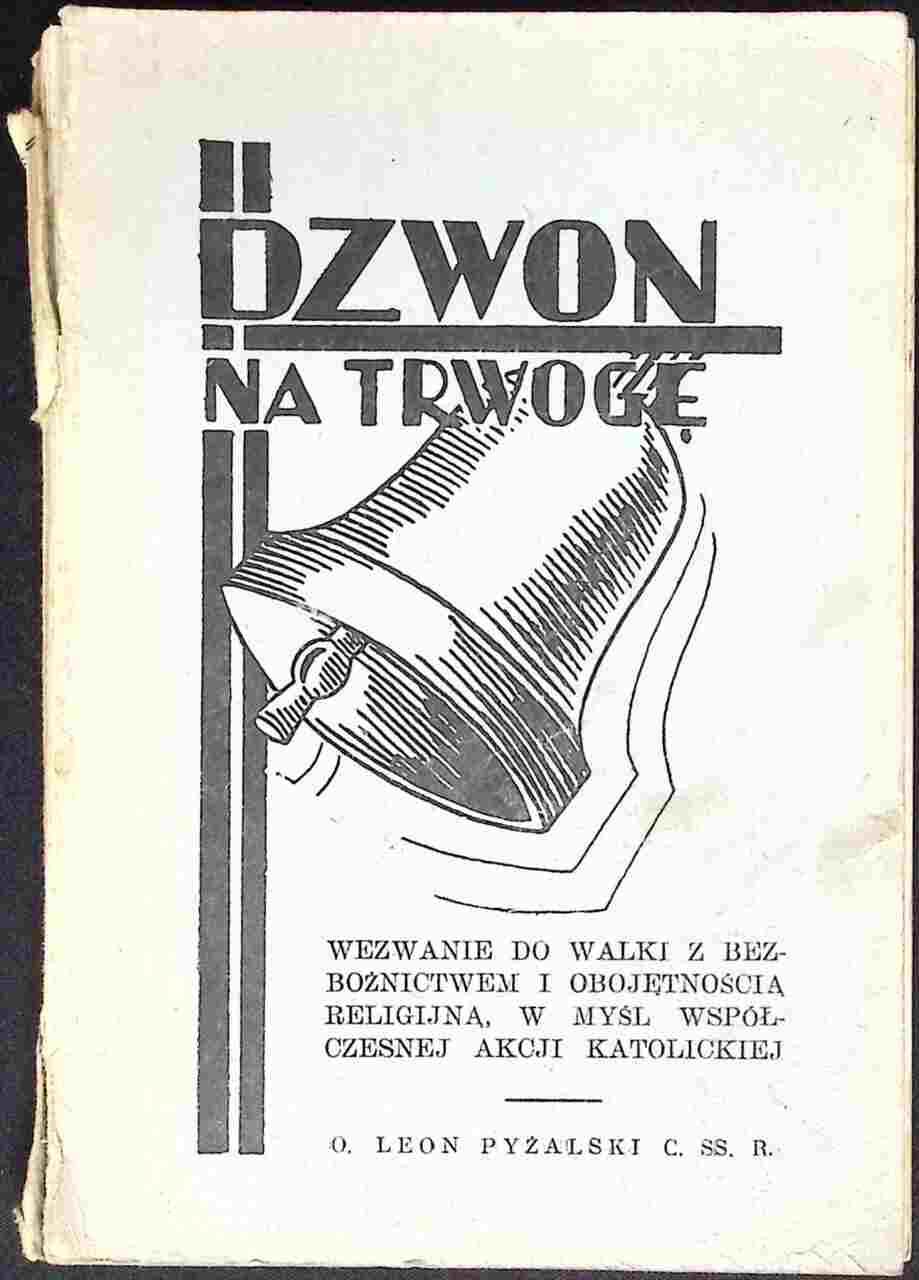 DZWON
NA TRWOGĘ
WEZWANIE DO WALKI Z BEZ-
BOŻNICTWEM I OBOJĘTNOŚCIĄ
RELIGIJNĄ, W MYŚL WSPÓŁ-
CZESNEJ AKCJI KATOLICKIEJ
O. LEON PYŻALSKI C. SS. R.